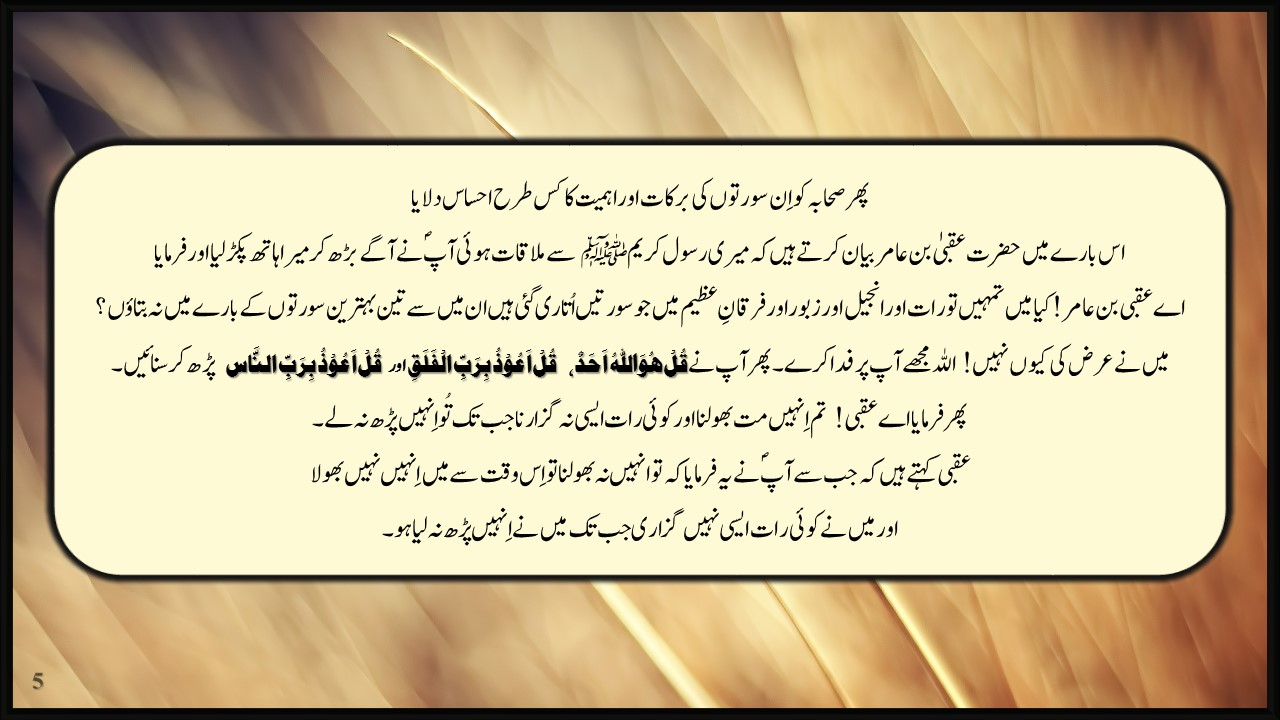 پھر صحابہ کو اِن سورتوں کی برکات اور اہمیت کا کس طرح احساس دلایا
اس بارے میں حضرت عقبیٰ بن عامر بیان کرتے ہیں کہ میری رسول کریم ﷺ سے ملاقات ہوئی آپؐ نے آگے بڑھ کر میرا ہاتھ پکڑ لیا اور فرمایا
اے عقبی بن عامر! کیا میں تمہیں تورات اور انجیل اور زبور اور فرقانِ عظیم میں جو سورتیں اُتاری گئی ہیں ان میں سے تین بہترین سورتوں کے بارے میں نہ بتاؤں؟
میں نے عرض کی کیوں نہیں! اللہ مجھے آپ پر فدا کرے۔ پھر آپ نے قُلْ هُوَ اللّٰهُ اَحَدٌ، قُلْ اَعُوْذُ بِرَبِّ الْفَلَقِ اور قُلْ اَعُوْذُ بِرَبِّ النَّاس پڑھ کر سنائیں۔
پھر فرمایا اے عقبی! تم اِنہیں مت بھولنا اور کوئی رات ایسی نہ گزارنا جب تک تُو اِنہیں پڑھ نہ لے۔
عقبی کہتے ہیں کہ جب سے آپؐ نے یہ فرمایا کہ تو انہیں نہ بھولنا تو اِس وقت سے میں اِنہیں نہیں بھولا
اور میں نے کوئی رات ایسی نہیں گزاری جب تک میں نے اِنہیں پڑھ نہ لیا ہو۔
5